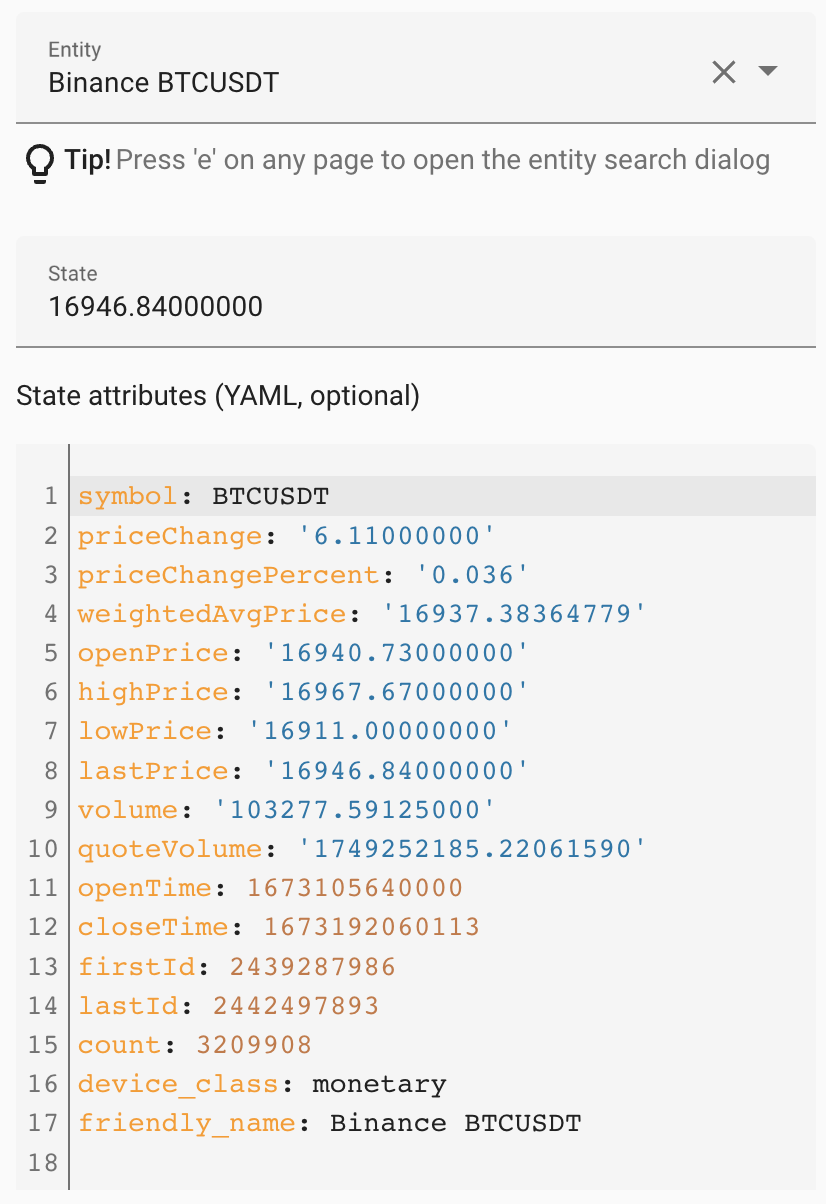 Entity
Binance BTCUSDT
Tip! Press 'e' on any page to open the entity search dialog
State
16946.84000000
State attributes (YAML, optional)
1 symbol: BTCUSDT
2 priceChange: '6.11000000'
3 priceChangePercent: '0.036'
4 weightedAvgPrice: '16937.38364779'
5 openPrice: '16940.73000000'
6 highPrice: '16967.67000000'
7 lowPrice: '16911.00000000'
8 lastPrice: '16946.84000000'
9 volume: '103277.59125000'
10 quoteVolume: '1749252185.22061590'
11 openTime: 1673105640000
12 closeTime: 1673192060113
13 firstId: 2439287986
14 lastId: 2442497893
15 count: 3209908
16 device_class: monetary
17 friendly_name: Binance BTCUSDT
18